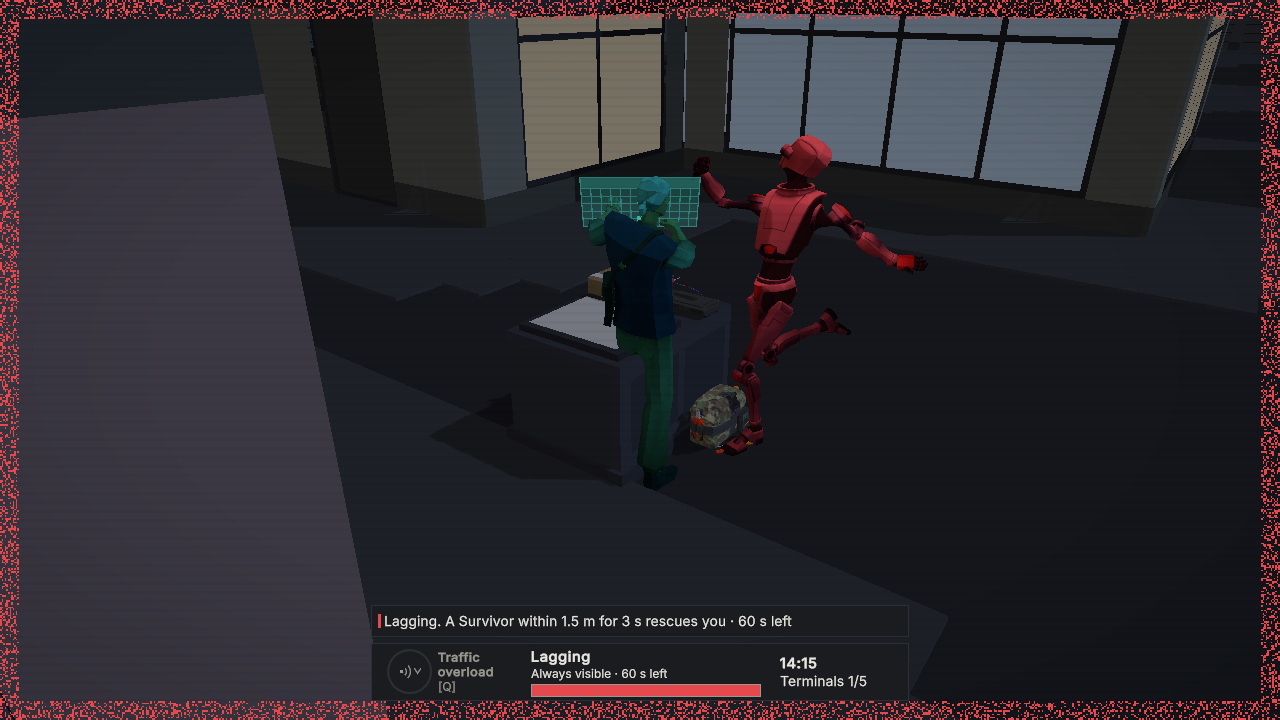 Lagging. A Survivor within 1.5 m for 3 s rescues you · 60 s left
Traffic
overload
[Q]
Lagging
Always visible · 60 s left
14:15
Terminals 1/5